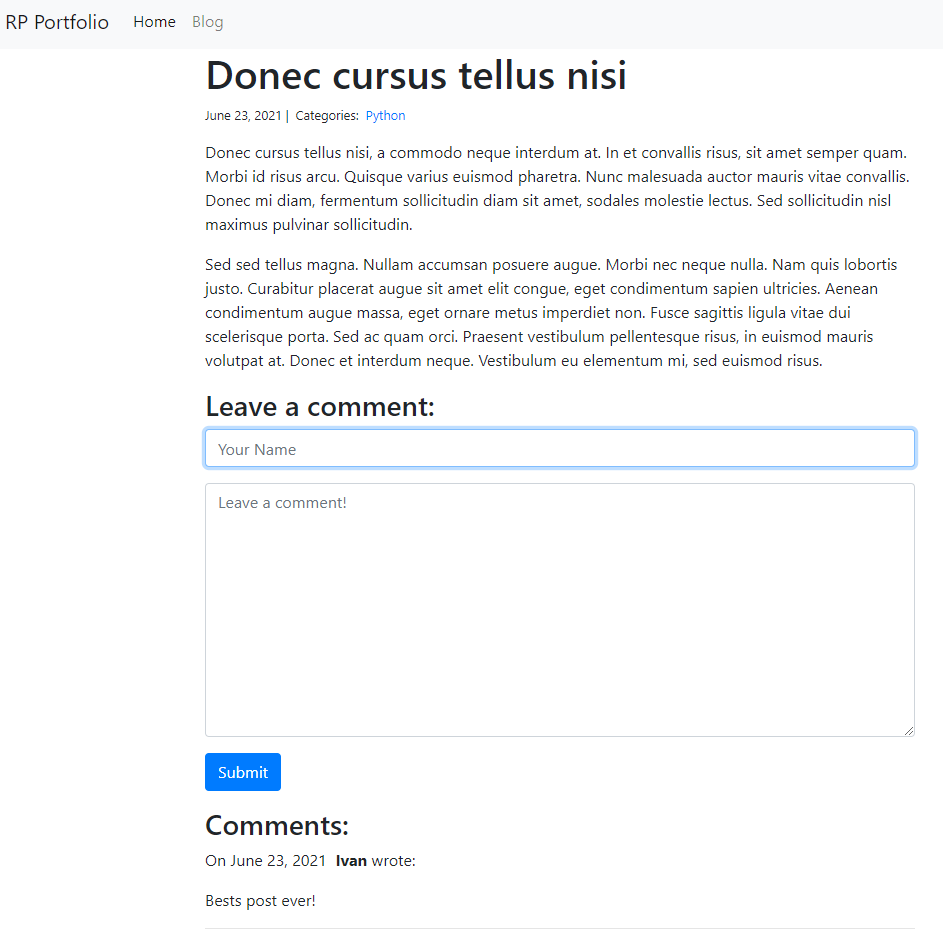 RP Portfolio Home Blog
Donec cursus tellus nisi
June 23, 2021 | Categories: Python
Donec cursus tellus nisi, a commodo neque interdum at. In et convallis risus, sit amet semper quam.
Morbi id risus arcu. Quisque varius euismod pharetra. Nunc malesuada auctor mauris vitae convallis.
Donec mi diam, fermentum sollicitudin diam sit amet, sodales molestie lectus. Sed sollicitudin nisl
maximus pulvinar sollicitudin.
Sed sed tellus magna. Nullam accumsan posuere augue. Morbi nec neque nulla. Nam quis lobortis
justo. Curabitur placerat augue sit amet elit congue, eget condimentum sapien ultricies. Aenean
condimentum augue massa, eget ornare metus imperdiet non. Fusce sagittis ligula vitae dui
scelerisque porta. Sed ac quam orci. Praesent vestibulum pellentesque risus, in euismod mauris
volutpat at. Donec et interdum neque. Vestibulum eu elementum mi, sed euismod risus.
Leave a comment:
Your Name
Leave a comment!
Submit
Comments:
On June 23, 2021 Ivan wrote:
Bests post ever!